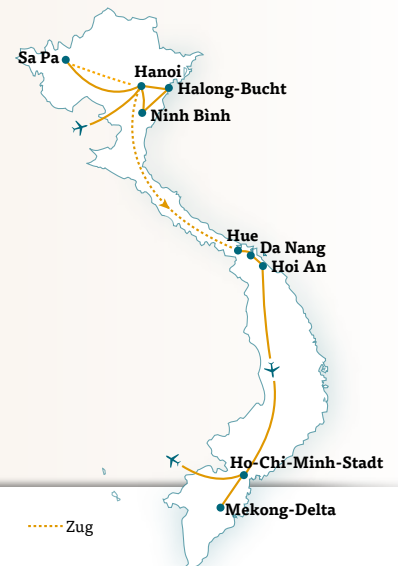 Sa Pa
Hanoi
Halong-Bucht
Ninh Bình
Hue
Da Nang
Hoi An
Ho-Chi-Minh-Stadt
Mekong-Delta
Zug